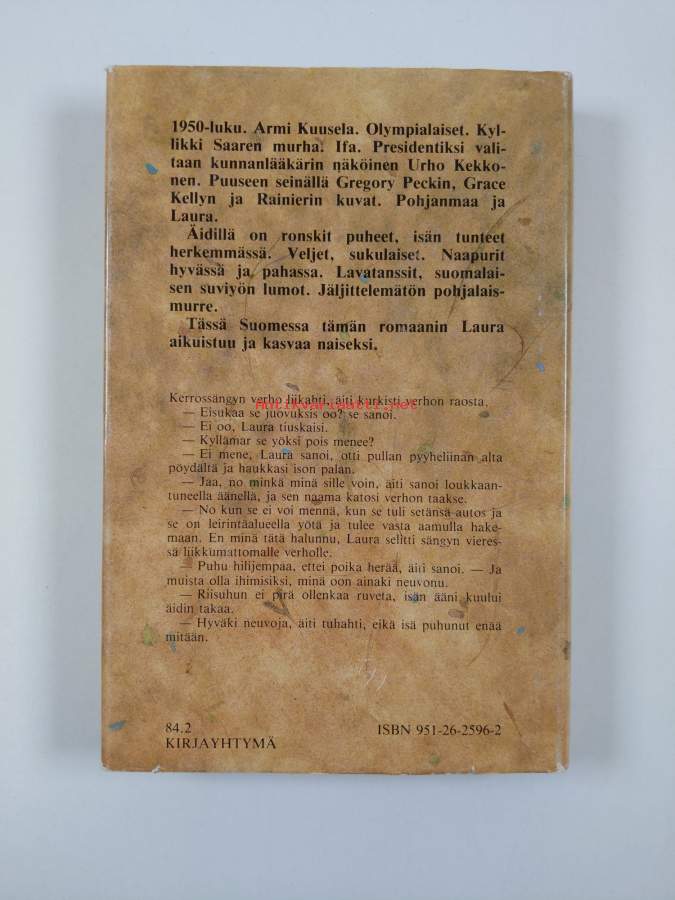 1950-luku. Armi Kuusela. Olympialaiset. Kyl-
likki Saaren murha. Ifa. Presidentiksi vali-
taan kunnanlääkärin näköinen Urho Kekko-
nen. Puuseen seinällä Gregory Peckin, Grace
Kellyn ja Rainierin kuvat. Pohjanmaa ja
Laura.
Äidillä on ronskit puheet, isän tunteet
herkemmässä. Veljet, sukulaiset. Naapurit
hyvässä ja pahassa. Lavatanssit, suomalai-
sen suviyön lumot. Jäljittelemätön pohjalais-
murre.
Tässä Suomessa tämän romaanin Laura
aikuistuu ja kasvaa naiseksi.
Kerrossängyn verho liikahti, äiti kurkisti verhon raosta.
Antikvariaatti.net
— Eisukaa se juovuksis oo? se sanoi.
— Ei oo, Laura tiuskaisi.
— Kyllämar se yöksi pois menee?
— Ei mene, Laura sanoi, otti pullan pyyheliinan alta
pöydältä ja haukkasi ison palan.
— Jaa, no minkä minä sille voin, äiti sanoi loukkaan-
tuneella äänellä, ja sen naama katosi verhon taakse.
— No kun se ei voi mennä, kun se tuli setänsä autos ja
se on leirintäalueella yötä ja tulee vasta aamulla hake-
maan. En minä tätä halunnu, Laura selitti sängyn vieres-
sä liikkumattomalle verholle.
— Puhu hilijempaa, ettei poika herää, äiti sanoi. — Ja
muista olla ihimisiksi, minä oon ainaki neuvonu.
— Riisuhun ei pirä ollenkaa ruveta, isän ääni kuului
äidin takaa.
— Hyväki neuvoja, äiti tuhahti, eikä isä puhunut enää
mitään.
84.2 ISBN 951-26-2596-2
KIRJAYHTYMÄ